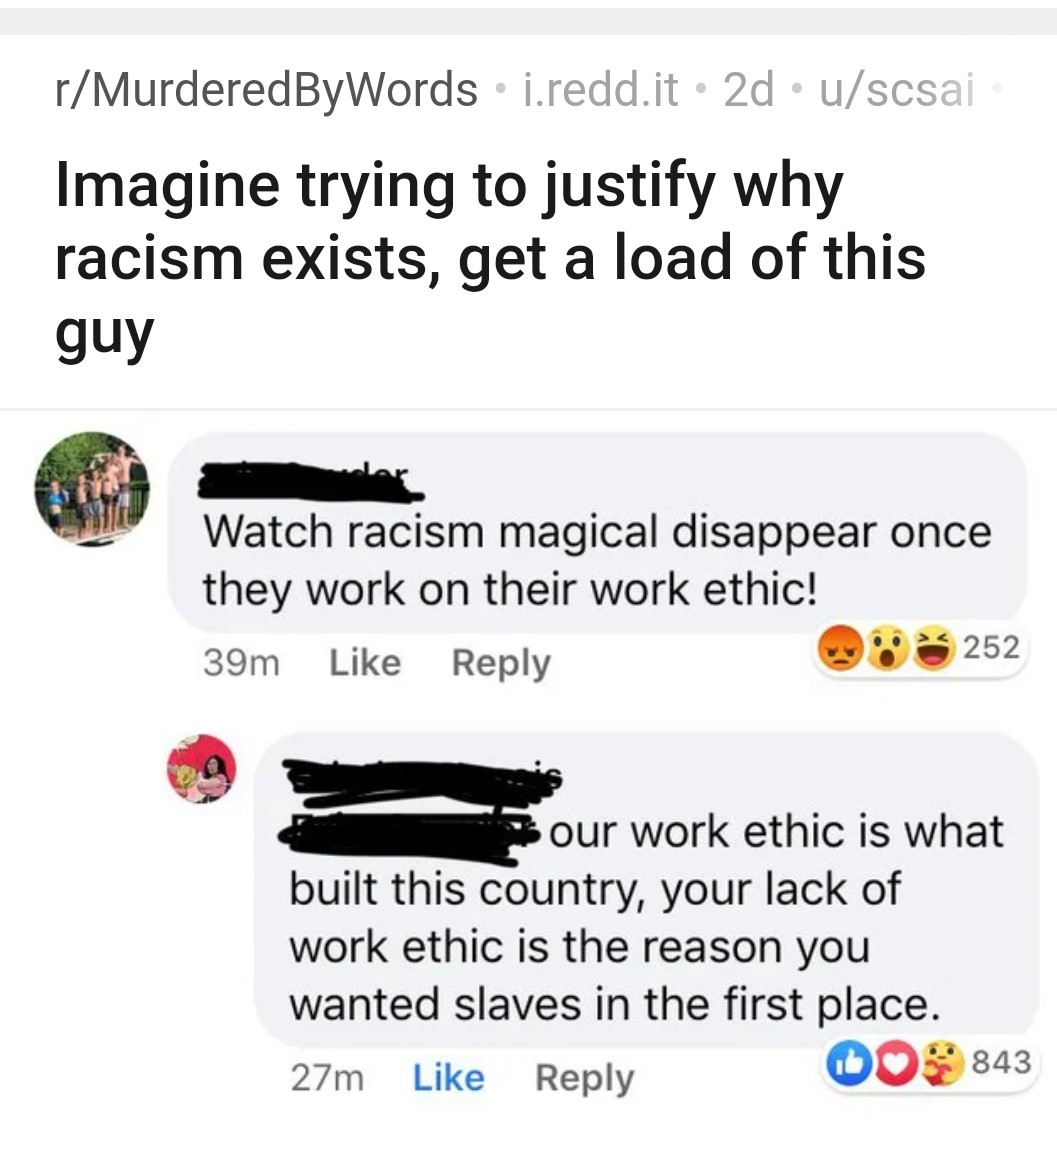 r/MurderedByWords • i.redd.it • 2d • u/scsai •
Imagine trying to justify why
racism exists, get a load of this
guy
Watch racism magical disappear once
they work on their work ethic!
39m Like Reply 252
our work ethic is what
built this country, your lack of
work ethic is the reason you
wanted slaves in the first place.
27m Like Reply 843